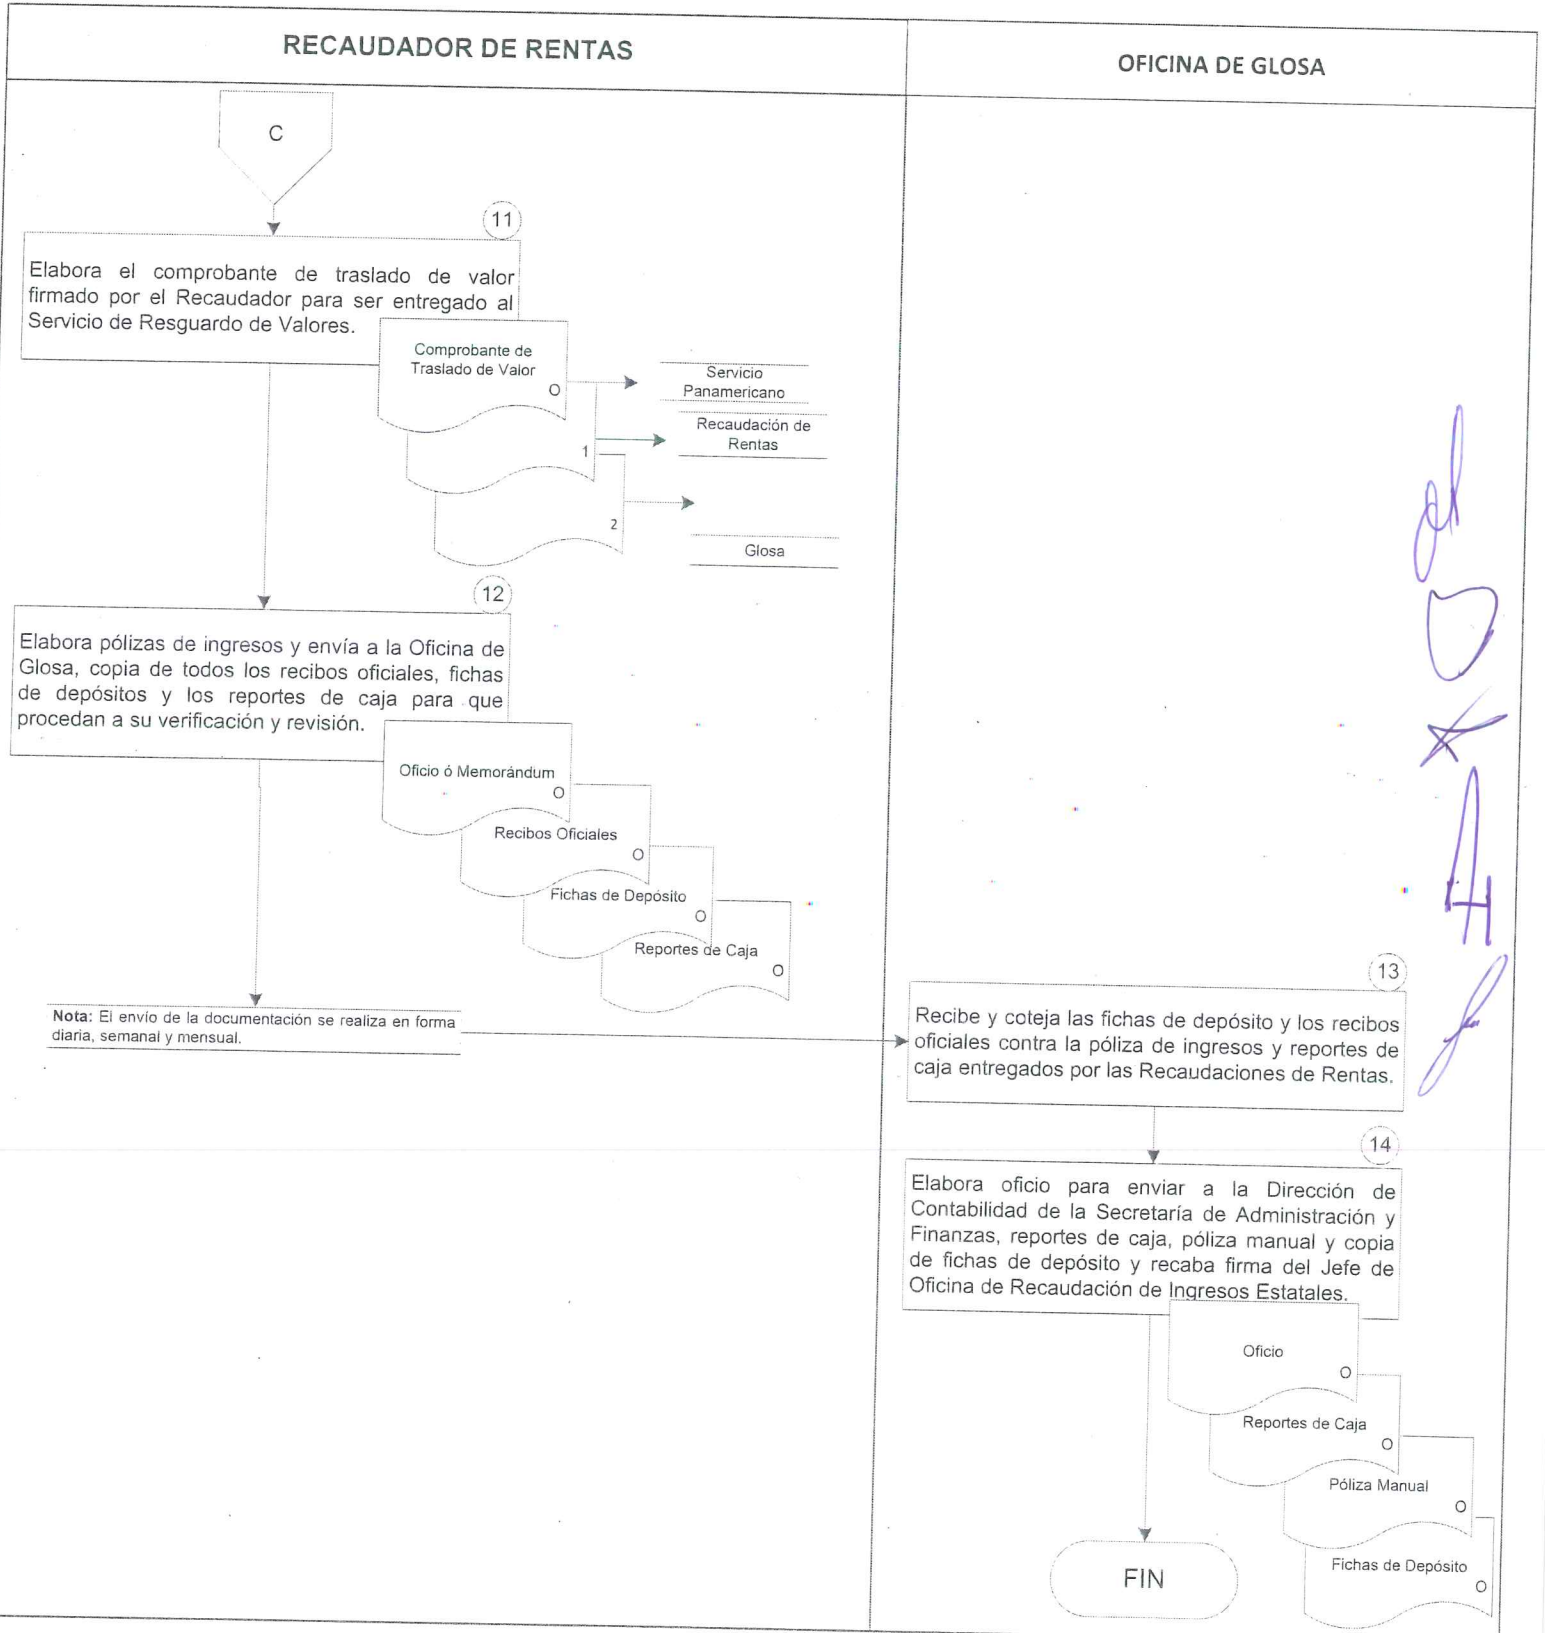 RECAUDADOR DE RENTAS
OFICINA DE GLOSA
C
11
Elabora el comprobante de traslado de valor
firmado por el Recaudador para ser entregado al
Servicio de Resguardo de Valores.
Comprobante de
Traslado de Valor
O
Servicio
Panamericano
1
Recaudación de
Rentas
2
Glosa
12
Elabora pólizas de ingresos y envía a la Oficina de
Glosa, copia de todos los recibos oficiales, fichas
de depósitos y los reportes de caja para que
procedan a su verificación y revisión.
Oficio ó Memorándum
O
Recibos Oficiales
O
Fichas de Depósito
O
Reportes de Caja
O
Nota: El envío de la documentación se realiza en forma
diaria, semanal y mensual.
13
Recibe y coteja las fichas de depósito y los recibos
oficiales contra la póliza de ingresos y reportes de
caja entregados por las Recaudaciones de Rentas.
14
Elabora oficio para enviar a la Dirección de
Contabilidad de la Secretaría de Administración y
Finanzas, reportes de caja, póliza manual y copia
de fichas de depósito y recaba firma del Jefe de
Oficina de Recaudación de Ingresos Estatales.
Oficio
O
Reportes de Caja
O
Póliza Manual
O
Fichas de Depósito
O
FIN